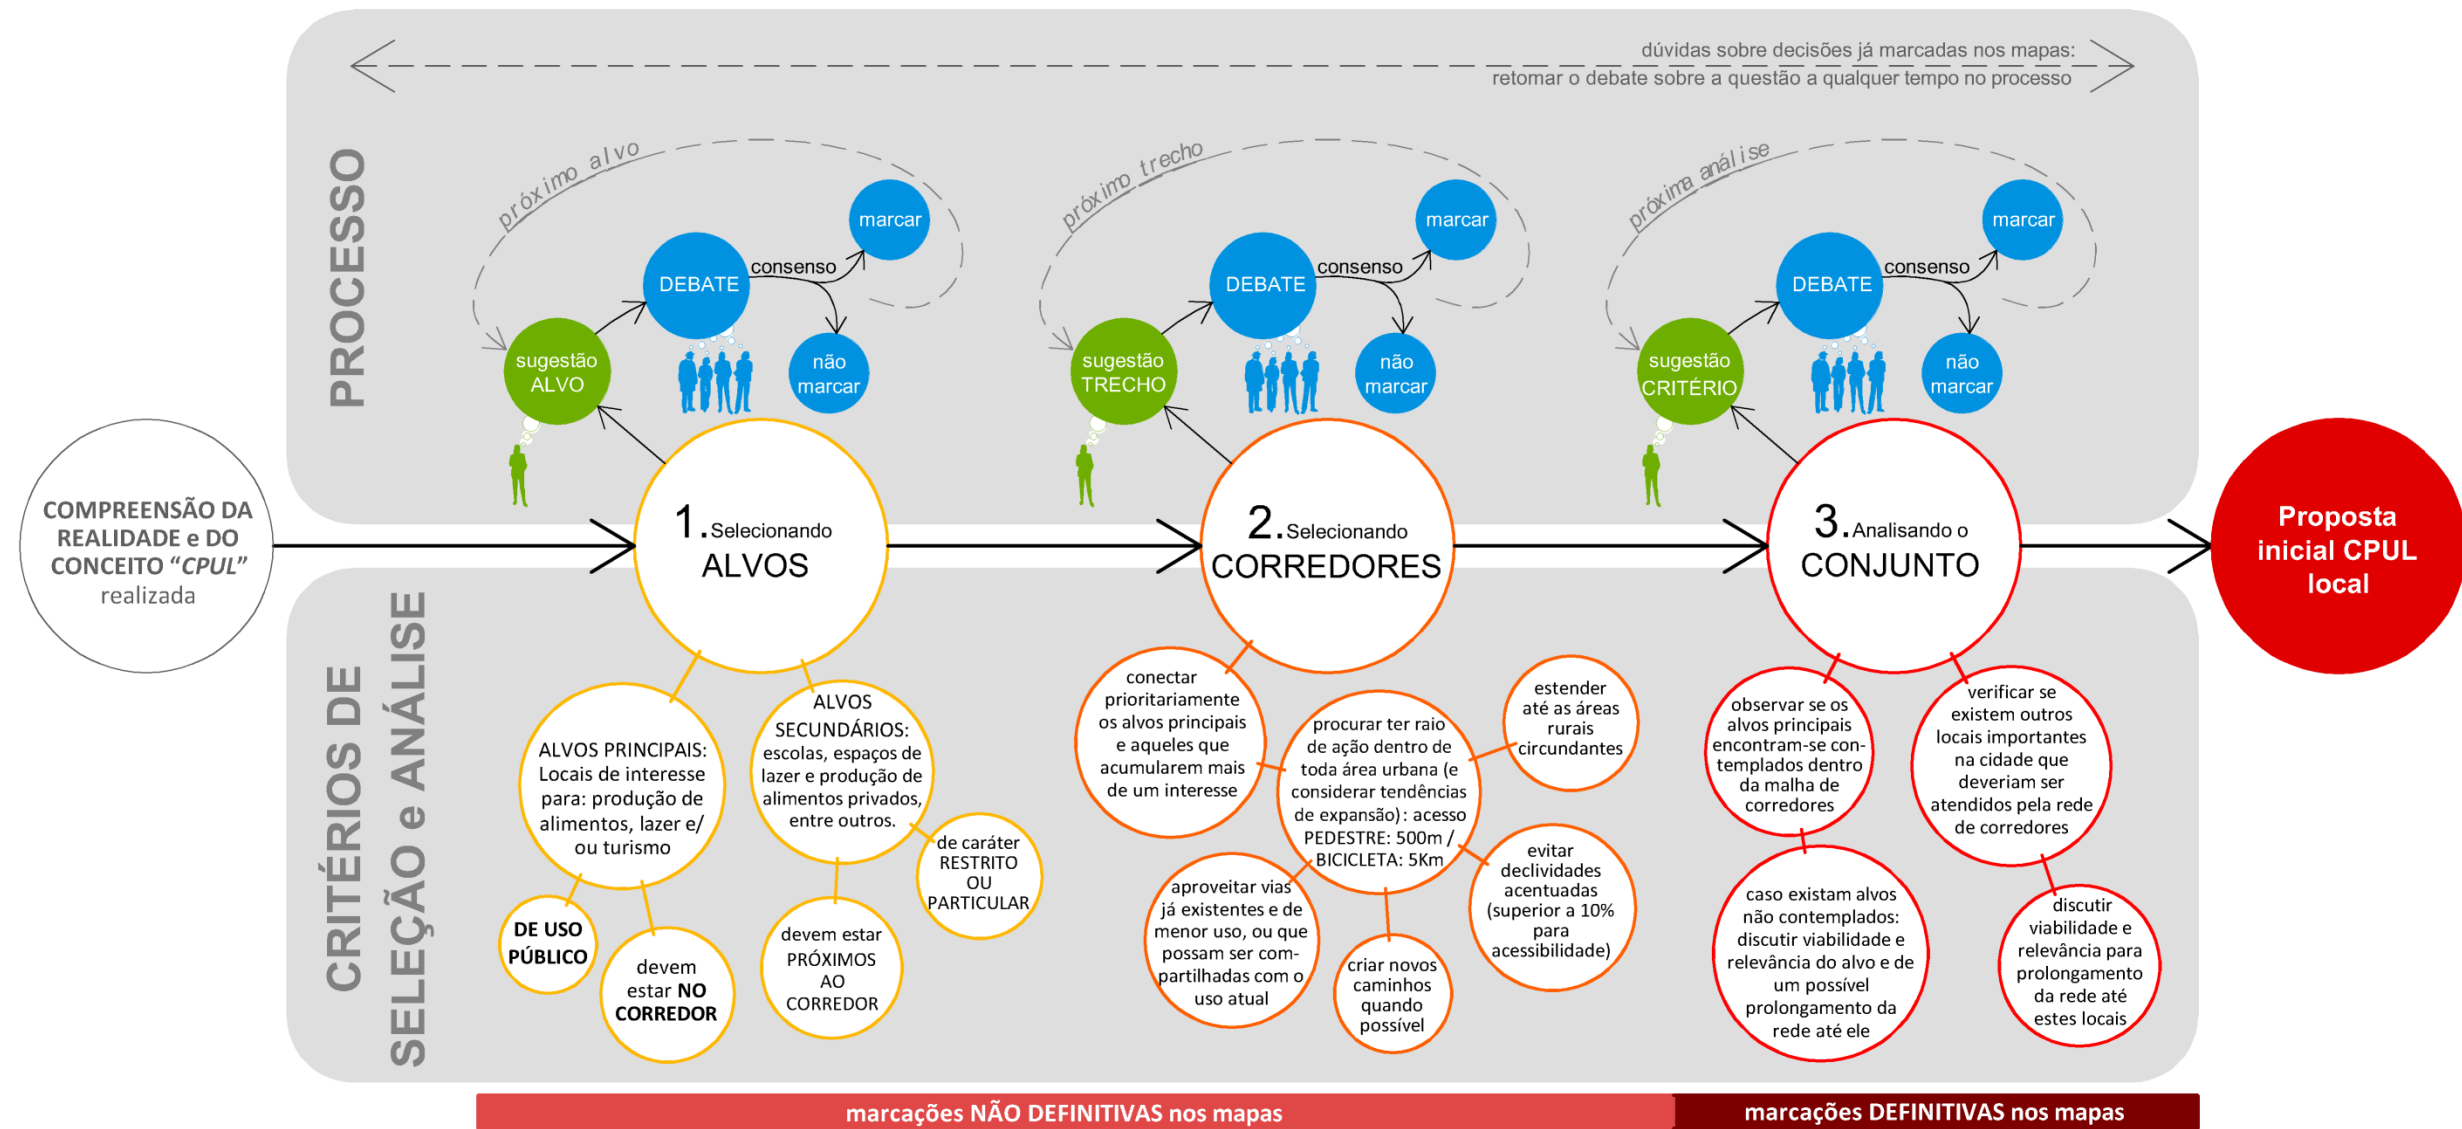 dúvidas sobre decisões já marcadas nos mapas:
retomar o debate sobre a questão a qualquer tempo no processo
PROCESSO
próximo alvo
marcar
DEBATE
consenso
sugestão
ALVO
não
marcar
próximo trecho
marcar
DEBATE
consenso
sugestão
TRECHO
não
marcar
próxima análise
marcar
DEBATE
consenso
sugestão
CRITÉRIO
não
marcar
COMPREENSÃO DA
REALIDADE e DO
CONCEITO “CPUL”
realizada
1.Selecionando
ALVOS
2.Selecionando
CORREDORES
3.Analisando o
CONJUNTO
Proposta
inicial CPUL
local
CRITÉRIOS DE
SELEÇÃO e ANÁLISE
ALVOS PRINCIPAIS:
Locais de interesse
para: produção de
alimentos, lazer e/
ou turismo
DE USO
PÚBLICO
devem
estar NO
CORREDOR
ALVOS
SECUNDÁRIOS:
escolas, espaços de
lazer e produção de
alimentos privados,
entre outros.
de caráter
RESTRITO
OU
PARTICULAR
devem estar
PRÓXIMOS
AO
CORREDOR
conectar
prioritariamente
os alvos principais
e aqueles que
acumularem mais
de um interesse
procurar ter raio
de ação dentro de
toda área urbana (e
considerar tendências
de expansão): acesso
PEDESTRE: 500m /
BICICLETA: 5Km
estender
até as áreas
rurais
circundantes
aproveitar vias
já existentes e de
menor uso, ou que
possam ser com-
partilhadas com o
uso atual
criar novos
caminhos
quando
possível
evitar
declividades
acentuadas
(superior a 10%
para
acessibilidade)
observar se os
alvos principais
encontram-se con-
templados dentro
da malha de
corredores
caso existam alvos
não contemplados:
discutir viabilidade e
relevância do alvo e de
um possível
prolongamento da
rede até ele
verificar se
existem outros
locais importantes
na cidade que
deveriam ser
atendidos pela rede
de corredores
discutir
viabilidade e
relevância para
prolongamento
da rede até
estes locais
marcações NÃO DEFINITIVAS nos mapas
marcações DEFINITIVAS nos mapas